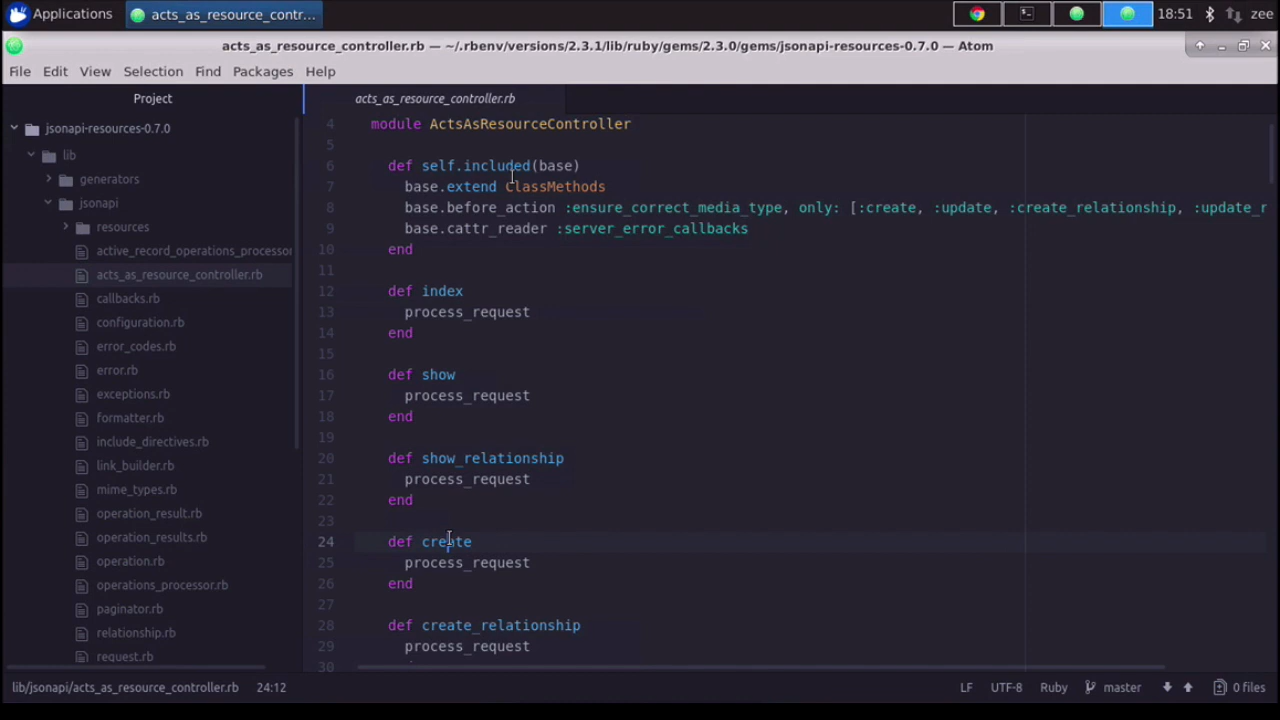 Applications
acts_as_resource_contr...
18:51
zee
acts_as_resource_controller.rb — ~/.rbenv/versions/2.3.1/lib/ruby/gems/2.3.0/gems/jsonapi-resources-0.7.0 — Atom
File Edit View Selection Find Packages Help
Project
jsonapi-resources-0.7.0
lib
generators
jsonapi
resources
active_record_operations_processor
acts_as_resource_controller.rb
callbacks.rb
configuration.rb
error_codes.rb
error.rb
exceptions.rb
formatter.rb
include_directives.rb
link_builder.rb
mime_types.rb
operation_result.rb
operation_results.rb
operation.rb
operations_processor.rb
paginator.rb
relationship.rb
request.rb
acts_as_resource_controller.rb
4 module ActsAsResourceController
5
6 def self.included(base)
7 base.extend ClassMethods
8 base.before_action :ensure_correct_media_type, only: [:create, :update, :create_relationship, :update_r
9 base.cattr_reader :server_error_callbacks
10 end
11
12 def index
13 process_request
14 end
15
16 def show
17 process_request
18 end
19
20 def show_relationship
21 process_request
22 end
23
24 def create
25 process_request
26 end
27
28 def create_relationship
29 process_request
30
lib/jsonapi/acts_as_resource_controller.rb 24:12 LF UTF-8 Ruby master 0 files